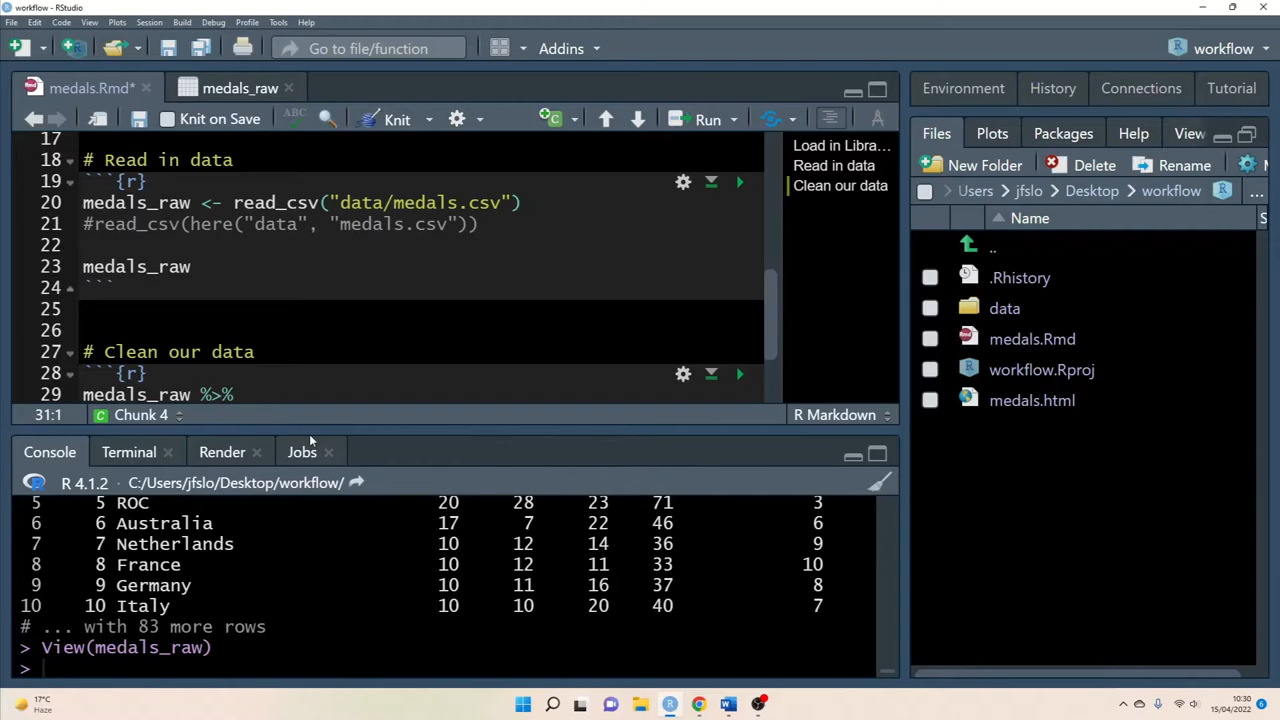 workflow - RStudio
File Edit Code View Plots Session Build Debug Profile Tools Help
Go to file/function Addins workflow
medals.Rmd* medals_raw
Knit on Save ABC Knit Run
17
18 # Read in data
19 ```{r}
20 medals_raw <- read_csv("data/medals.csv")
21 #read_csv(here("data", "medals.csv"))
22
23 medals_raw
24 ```
25
26
27 # Clean our data
28 ```{r}
29 medals_raw %>%
Load in Libra...
Read in data
Clean our data
31:1 Chunk 4 R Markdown
Console Terminal Render Jobs
R 4.1.2 C:/Users/jfslo/Desktop/workflow/
5 5 ROC 20 28 23 71 3
6 6 Australia 17 7 22 46 6
7 7 Netherlands 10 12 14 36 9
8 8 France 10 12 11 33 10
9 9 Germany 10 11 16 37 8
10 10 Italy 10 10 20 40 7
# ... with 83 more rows
> View(medals_raw)
>
Environment History Connections Tutorial
Files Plots Packages Help View
New Folder Delete Rename
Users jfslo Desktop workflow ...
Name S
..
.Rhistory
data
medals.Rmd
workflow.Rproj
medals.html
17°C
Haze
10:30
15/04/2022
6